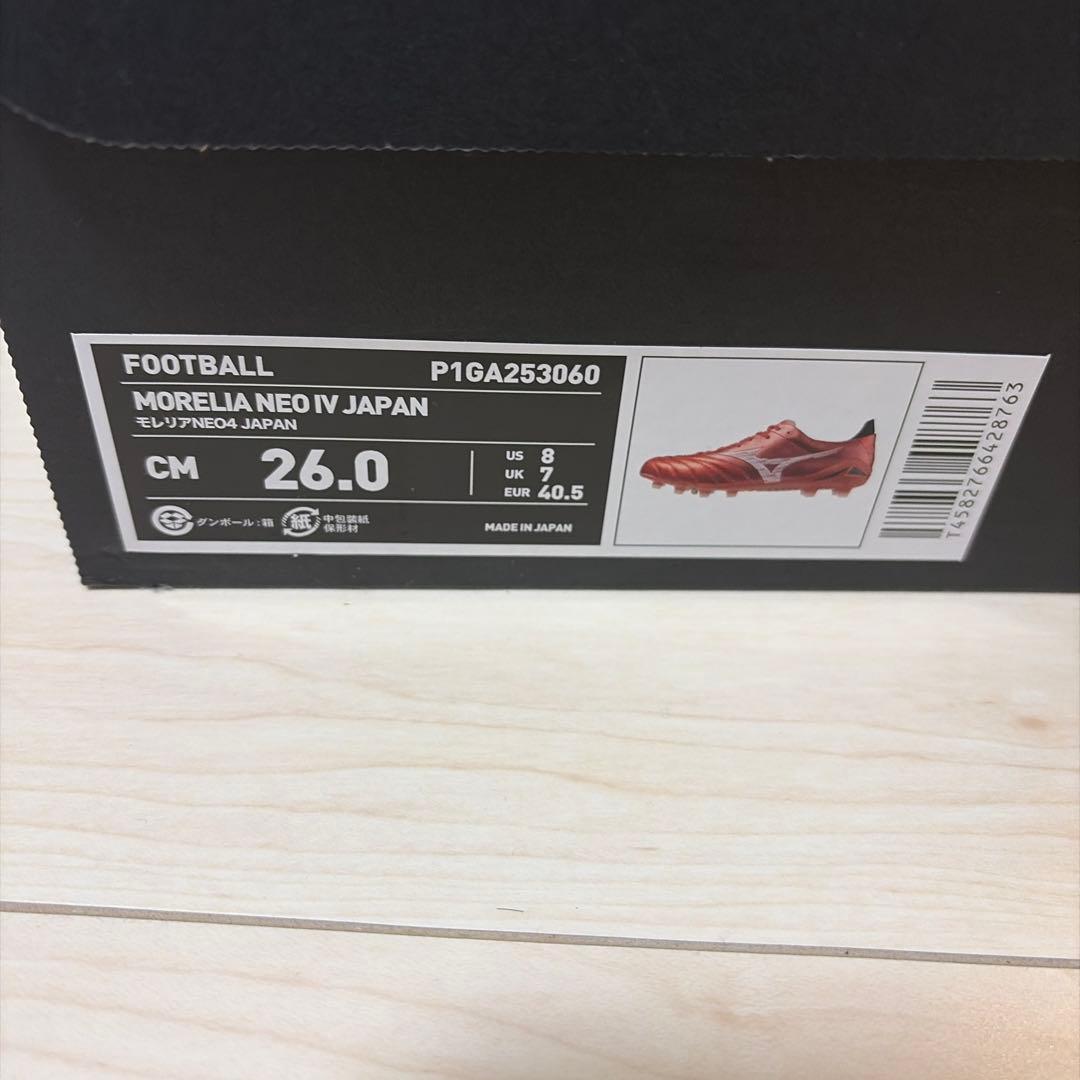 FOOTBALL P1GA253060
MORELIA NEO IV JAPAN
モレリアNEO4 JAPAN
CM 26.0
US 8
UK 7
EUR 40.5
ダンボール:箱
紙 中包装紙
保形材
MADE IN JAPAN
T4582766428763